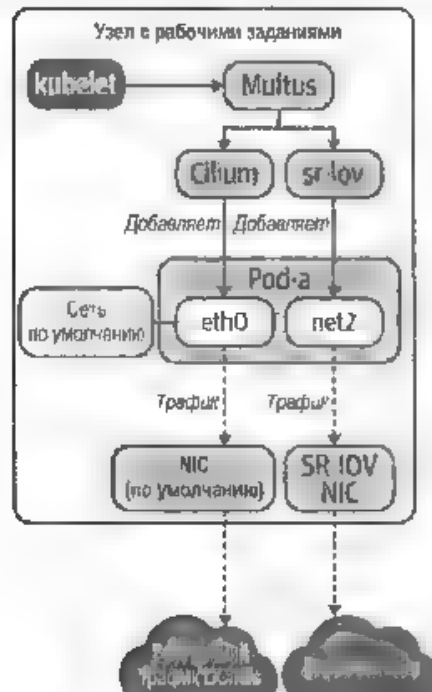 Узел с рабочими заданиями
kubelet
Multus
Cilium
sr-iov
Добавляет Добавляет
Pod-a
Сеть
по умолчанию
eth0
net2
Трафик
Трафик
NIC
(по умолчанию)
SR IOV
NIC